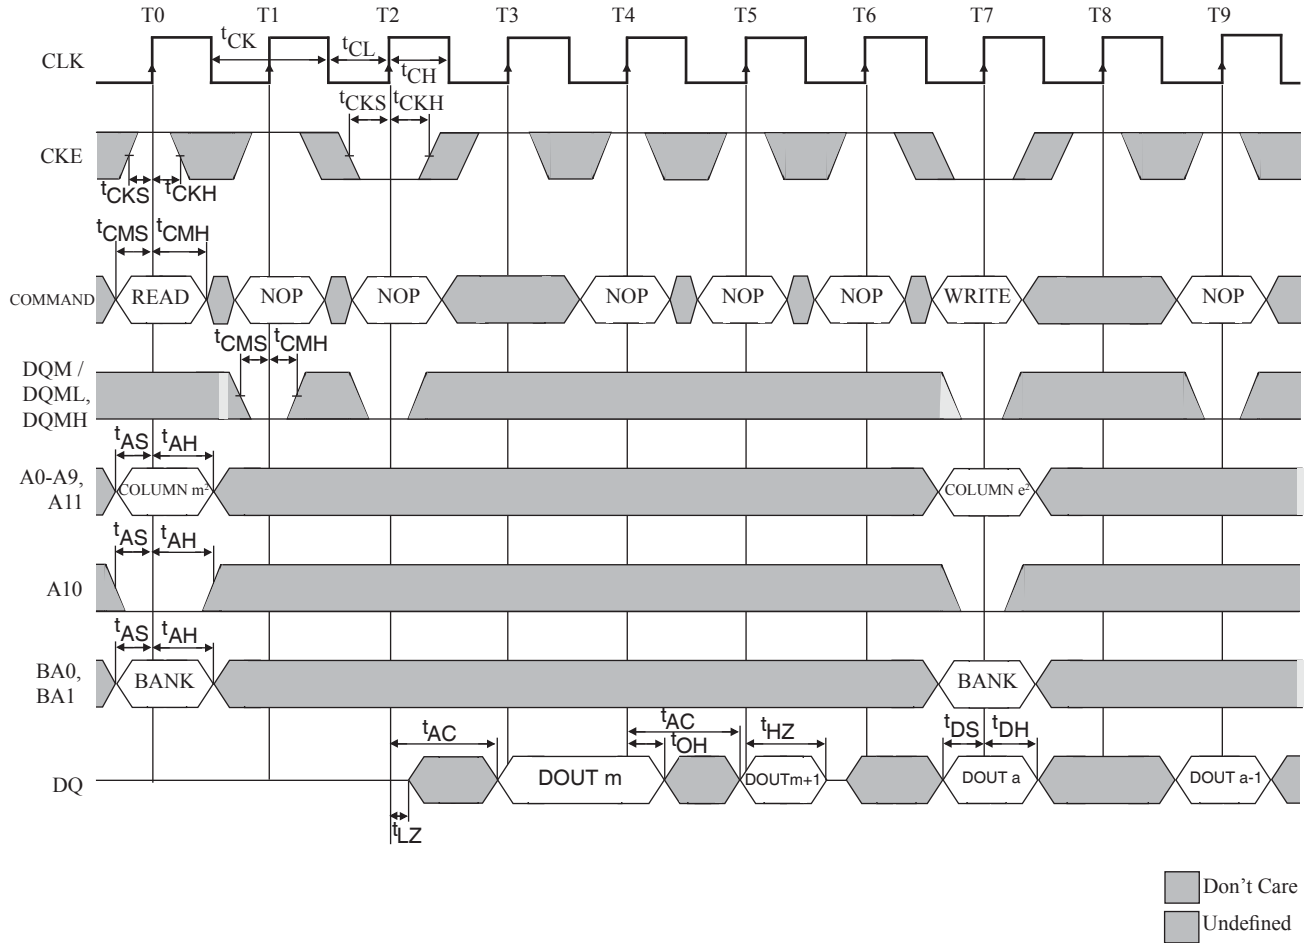 T0 T1 T2 T3 T4 T5 T6 T7 T8 T9
CLK
tCK tCL
tCH
tCKS tCKH
CKE
tCKS tCKH
tCMS tCMH
COMMAND READ NOP NOP NOP NOP NOP WRITE NOP
tCMS tCMH
DQM /
DQML,
DQMH
tAS tAH
A0-A9,
A11
COLUMN m² COLUMN e²
tAS tAH
A10
tAS tAH
BA0,
BA1
BANK BANK
tAC tAC tHZ tDS tDH
tOH
DQ DOUT m DOUTm+1 DOUT a DOUT a-1
tLZ
Don't Care
Undefined